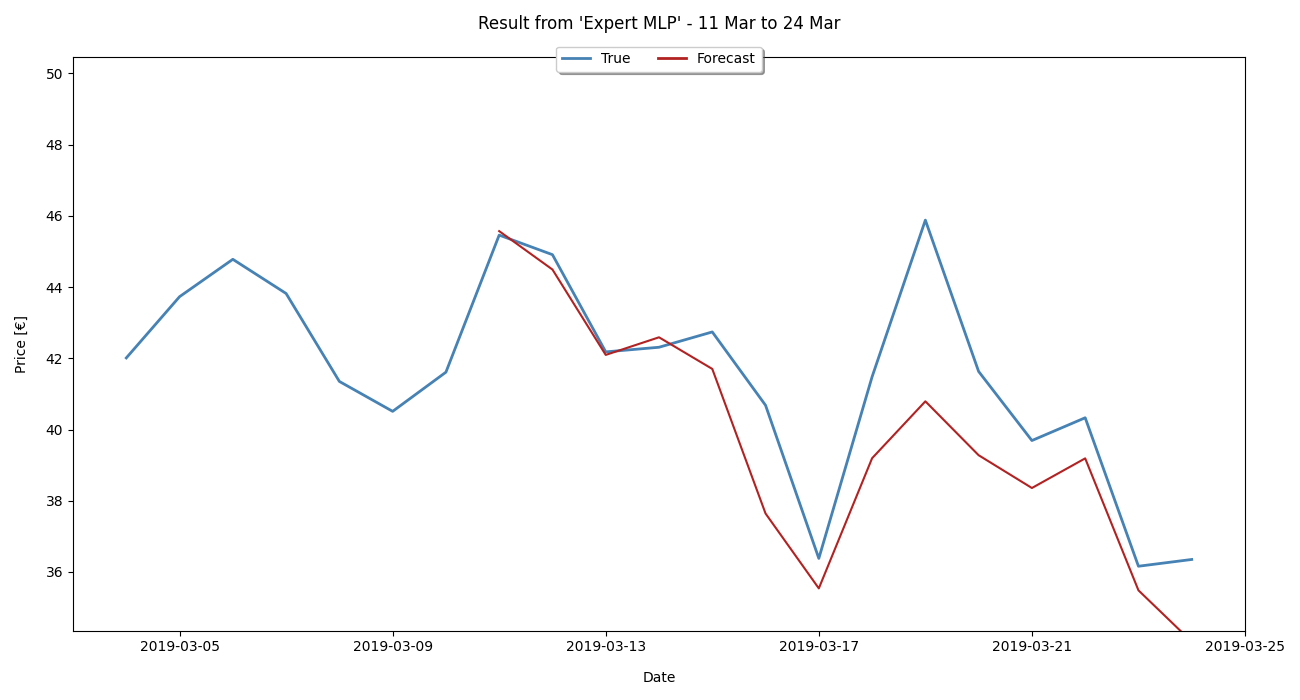 Result from 'Expert MLP' - 11 Mar to 24 Mar
True Forecast
50
48
46
44
42
40
38
36
Price [€]
2019-03-05 2019-03-09 2019-03-13 2019-03-17 2019-03-21 2019-03-25
Date